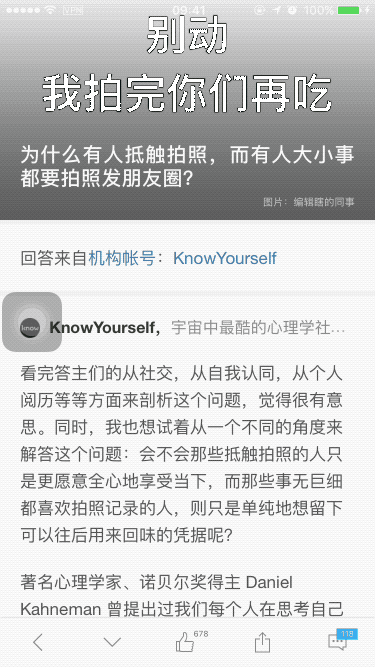 VPN 09:41 100%
别动
我拍完你们再吃
为什么有人抵触拍照，而有人大小事
都要拍照发朋友圈？
图片：编辑瞎的同事
回答来自机构帐号：KnowYourself
know KnowYourself，宇宙中最酷的心理学社…
看完答主们的从社交，从自我认同，从个人
阅历等等方面来剖析这个问题，觉得很有意
思。同时，我也想试着从一个不同的角度来
解答这个问题：会不会那些抵触拍照的人只
是更愿意全心地享受当下，而那些事无巨细
都喜欢拍照记录的人，则只是单纯地想留下
可以往后用来回味的凭据呢？
著名心理学家、诺贝尔奖得主 Daniel
Kahneman 曾提出过我们每个人在思考自己
678
118